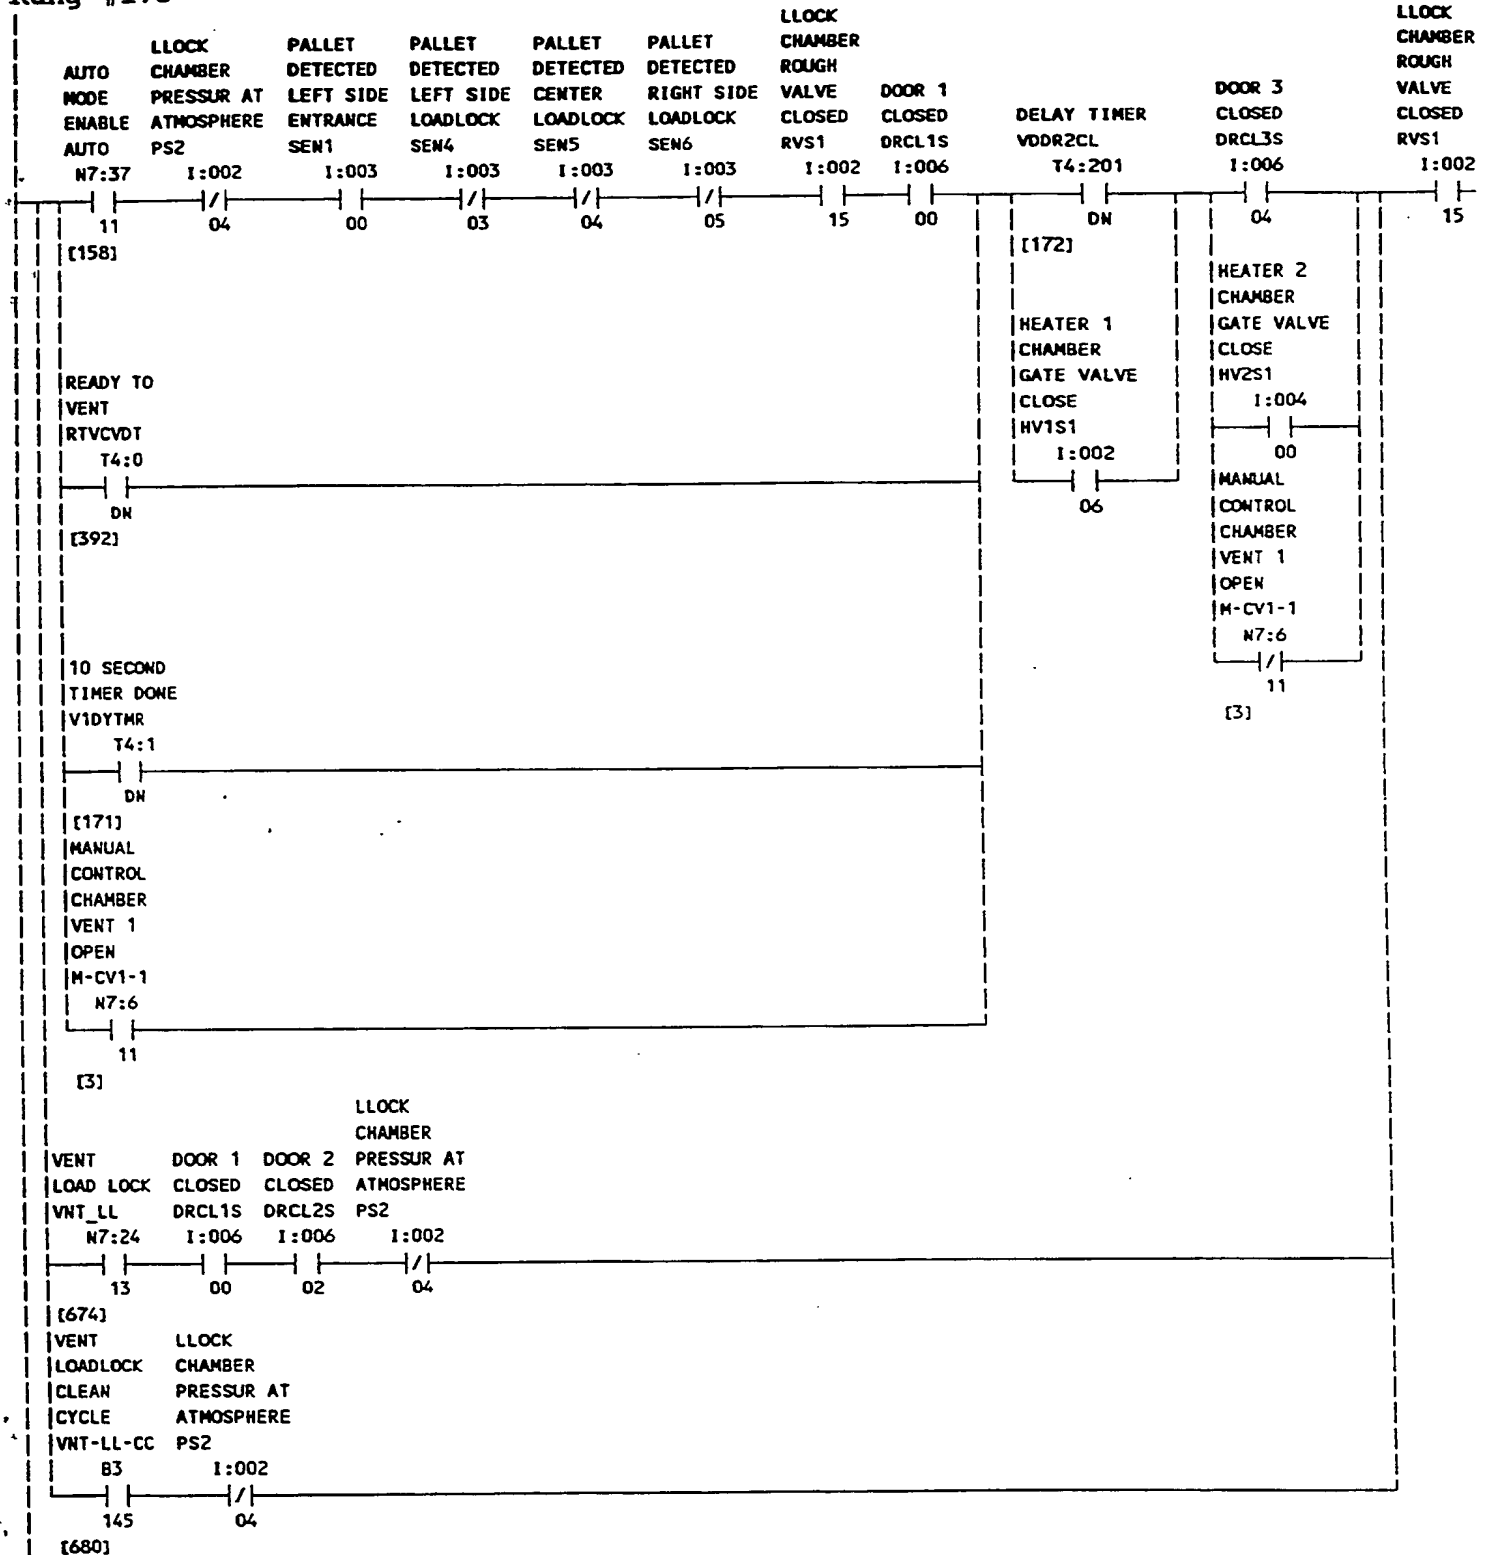 LLOCK LLOCK
LLOCK PALLET PALLET PALLET PALLET CHAMBER CHAMBER
AUTO CHAMBER DETECTED DETECTED DETECTED DETECTED ROUGH ROUGH
MODE PRESSUR AT LEFT SIDE LEFT SIDE CENTER RIGHT SIDE VALVE DOOR 1 DOOR 3 VALVE
ENABLE ATMOSPHERE ENTRANCE LOADLOCK LOADLOCK LOADLOCK CLOSED CLOSED DELAY TIMER CLOSED CLOSED
AUTO PS2 SEN1 SEN4 SEN5 SEN6 RVS1 DRCL1S VDDR2CL DRCL3S RVS1
N7:37 I:002 I:003 I:003 I:003 I:003 I:002 I:006 T4:201 I:006 I:002
11 04 00 03 04 05 15 00 DN 04 15
[158] [172]
HEATER 2
CHAMBER
HEATER 1 GATE VALVE
CHAMBER CLOSE
READY TO GATE VALVE HV2S1
VENT CLOSE I:004
RTVCVDT HV1S1
T4:0 I:002 00
MANUAL
DN 06 CONTROL
[392] CHAMBER
VENT 1
OPEN
M-CV1-1
N7:6
10 SECOND
TIMER DONE 11
V1DYTMR [3]
T4:1
DN
[171]
MANUAL
CONTROL
CHAMBER
VENT 1
OPEN
M-CV1-1
N7:6
11
[3]
LLOCK
CHAMBER
VENT DOOR 1 DOOR 2 PRESSUR AT
LOAD LOCK CLOSED CLOSED ATMOSPHERE
VNT_LL DRCL1S DRCL2S PS2
N7:24 I:006 I:006 I:002
13 00 02 04
[674]
VENT LLOCK
LOADLOCK CHAMBER
CLEAN PRESSUR AT
CYCLE ATMOSPHERE
VNT-LL-CC PS2
B3 I:002
145 04
[680]